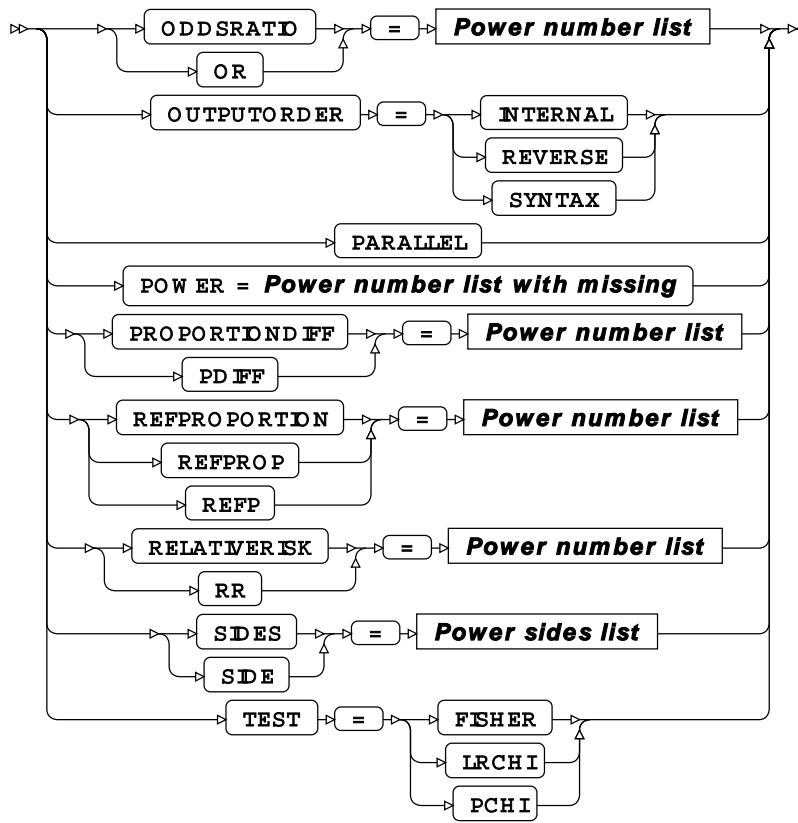 ODDSRATIO = Power number list
OR
OUTPUTORDER = INTERNAL
REVERSE
SYNTAX
PARALLEL
POWER = Power number list with missing
PROPORTIONDIFF = Power number list
PDIFF
REFPROPORTION = Power number list
REFPROP
REFP
RELATIVERISK = Power number list
RR
SIDES = Power sides list
SIDE
TEST = FISHER
LRCHI
PCHI